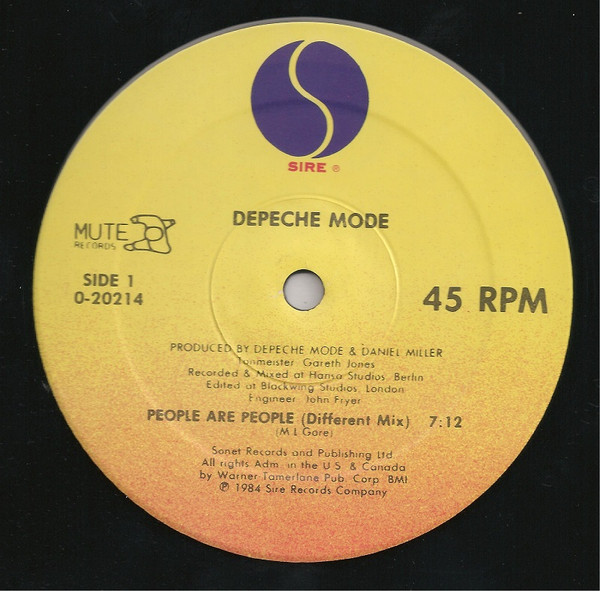 SIRE ®
DEPECHE MODE
MUTE
RECORDS
SIDE 1
0-20214
45 RPM
PRODUCED BY DEPECHE MODE & DANIEL MILLER
Tonmeister Gareth Jones
Recorded & Mixed at Hansa Studios, Berlin
Edited at Blackwing Studios, London
Engineer John Fryer
PEOPLE ARE PEOPLE (Different Mix) 7:12
(M L Gore)
Sonet Records and Publishing Ltd.
All rights Adm. in the U.S. & Canada
by Warner Tamerlane Pub. Corp. BMI
℗ 1984 Sire Records Company